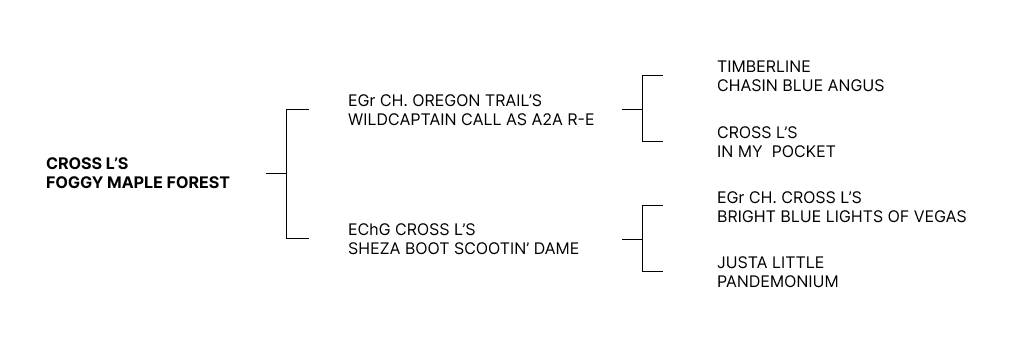 CROSS L’S
FOGGY MAPLE FOREST
EGr CH. OREGON TRAIL’S
WILDCAPTAIN CALL AS A2A R-E
EChG CROSS L’S
SHEZA BOOT SCOOTIN’ DAME
TIMBERLINE
CHASIN BLUE ANGUS
CROSS L’S
IN MY  POCKET
EGr CH. CROSS L’S
BRIGHT BLUE LIGHTS OF VEGAS
JUSTA LITTLE
PANDEMONIUM